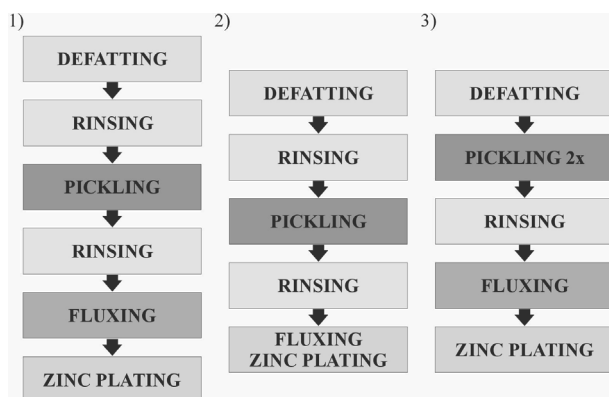 1)
DEFATTING
RINSING
PICKLING
RINSING
FLUXING
ZINC PLATING
2)
DEFATTING
RINSING
PICKLING
RINSING
FLUXING
ZINC PLATING
3)
DEFATTING
PICKLING 2x
RINSING
FLUXING
ZINC PLATING